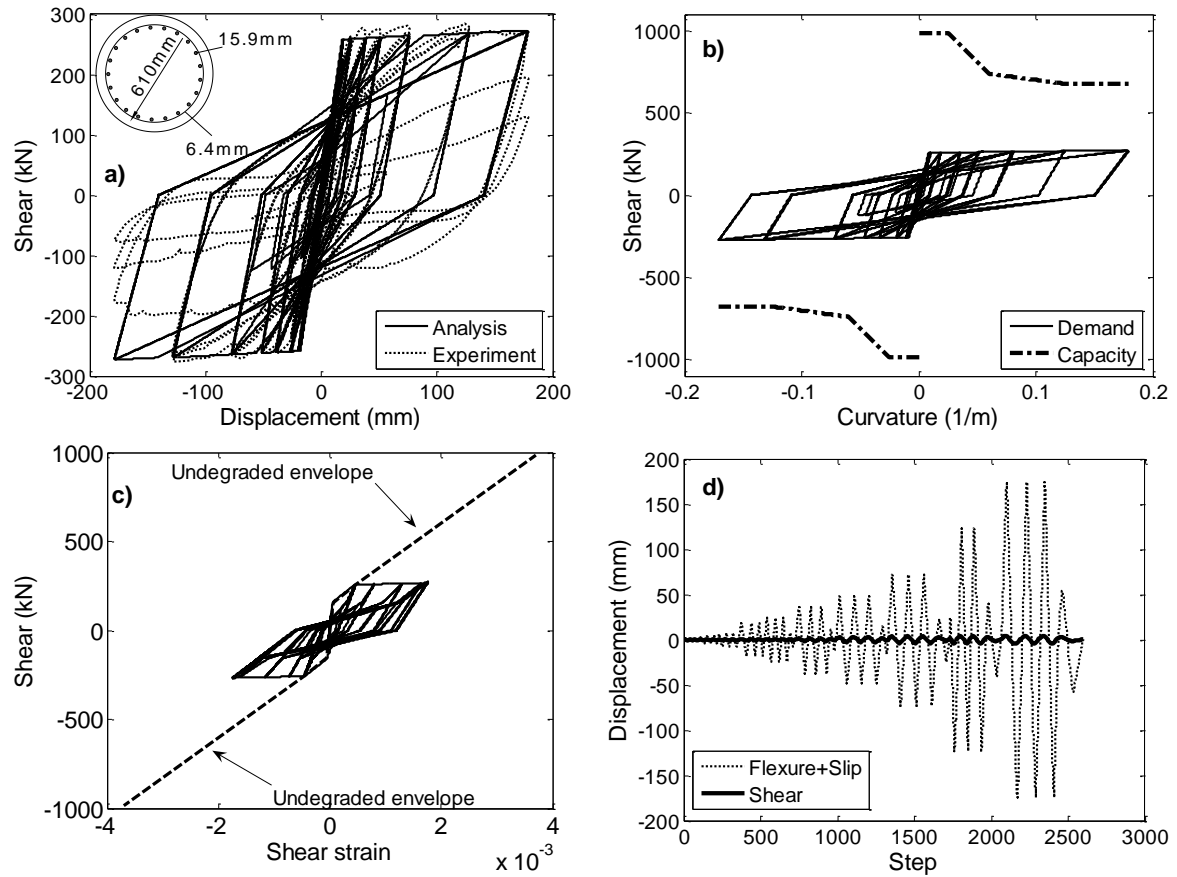 300
200
100
0
-100
-200
-300
-200
-100
0
100
200
Shear (kN)
Displacement (mm)
a)
610mm
15.9mm
6.4mm
Analysis
Experiment
1000
500
0
-500
-1000
-0.2
-0.1
0
0.1
0.2
Shear (kN)
Curvature (1/m)
b)
Demand
Capacity
1000
500
0
-500
-1000
-4
-2
0
2
4
x 10⁻³
Shear (kN)
Shear strain
c)
Undegraded envelope
Undegraded envelope
200
150
100
50
0
-50
-100
-150
-200
0
500
1000
1500
2000
2500
3000
Displacement (mm)
Step
d)
Flexure+Slip
Shear